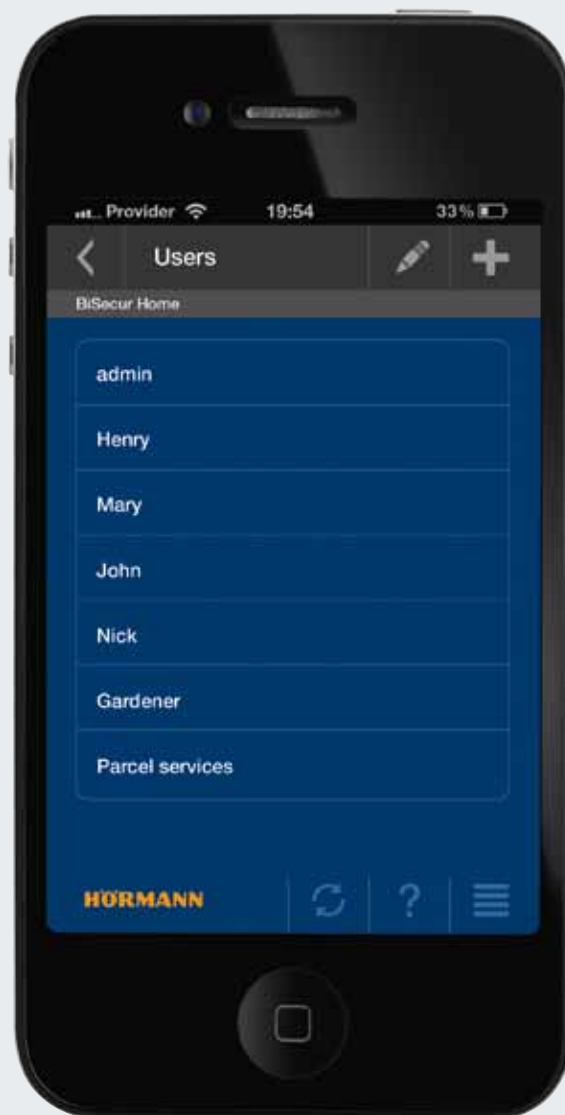 Provider 19:54 33%
Users
BiSecur Home
admin
Henry
Mary
John
Nick
Gardener
Parcel services
HÖRMANN
?